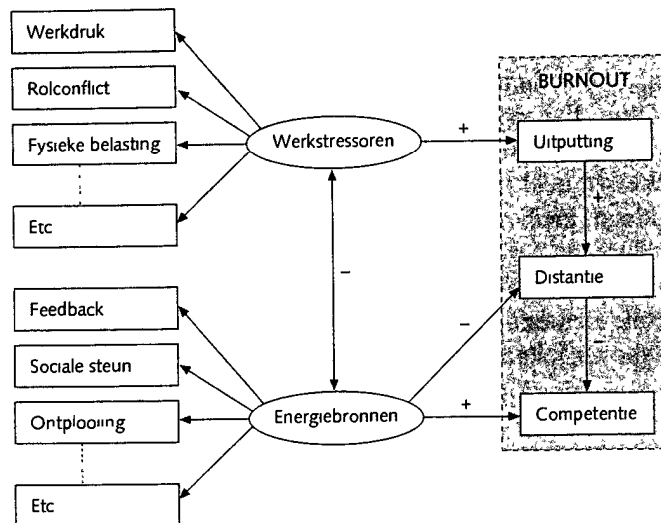 Werkdruk
Rolconflict
Fysieke belasting
Etc
Werkstressoren
+
BURNOUT
Uitputting
+
Distantie
–
Competentie
–
–
+
Feedback
Sociale steun
Ontplooiing
Etc
Energiebronnen